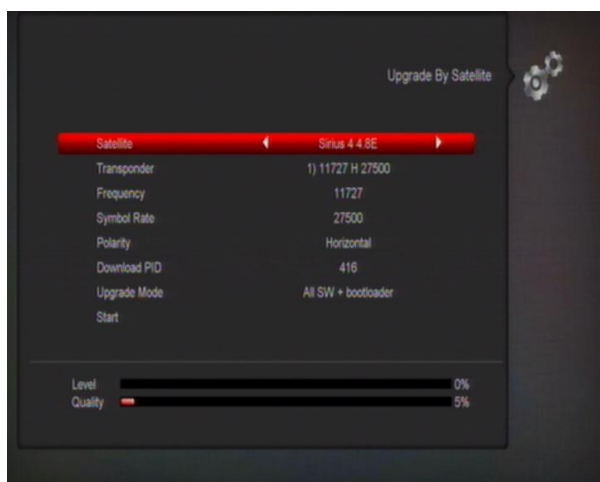 Upgrade By Satellite
Satellite Sirius 4 4.8E
Transponder 1) 11727 H 27500
Frequency 11727
Symbol Rate 27500
Polarity Horizontal
Download PID 416
Upgrade Mode All SW + bootloader
Start
Level 0%
Quality 5%